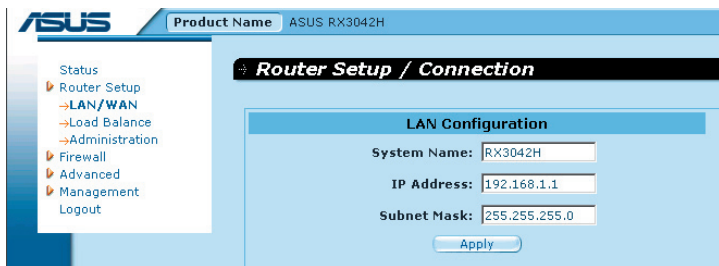 ASUS
Product Name ASUS RX3042H
Status
Router Setup
→LAN/WAN
→Load Balance
→Administration
Firewall
Advanced
Management
Logout
Router Setup / Connection
LAN Configuration
System Name: RX3042H
IP Address: 192.168.1.1
Subnet Mask: 255.255.255.0
Apply